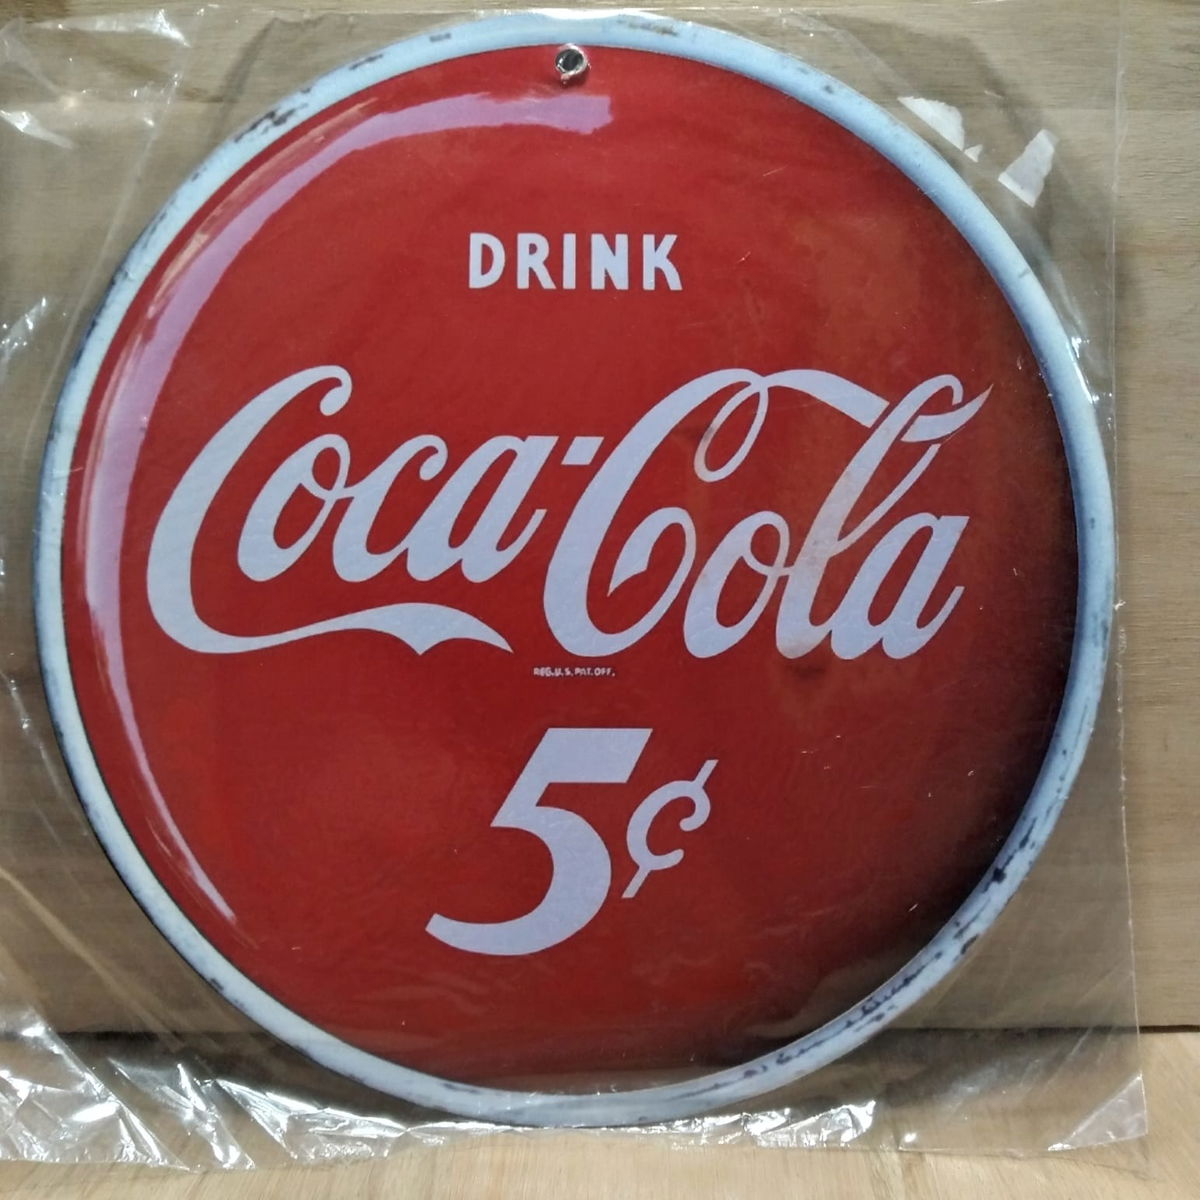 DRINK
Coca-Cola
REG.U.S.PAT.OFF.
5¢